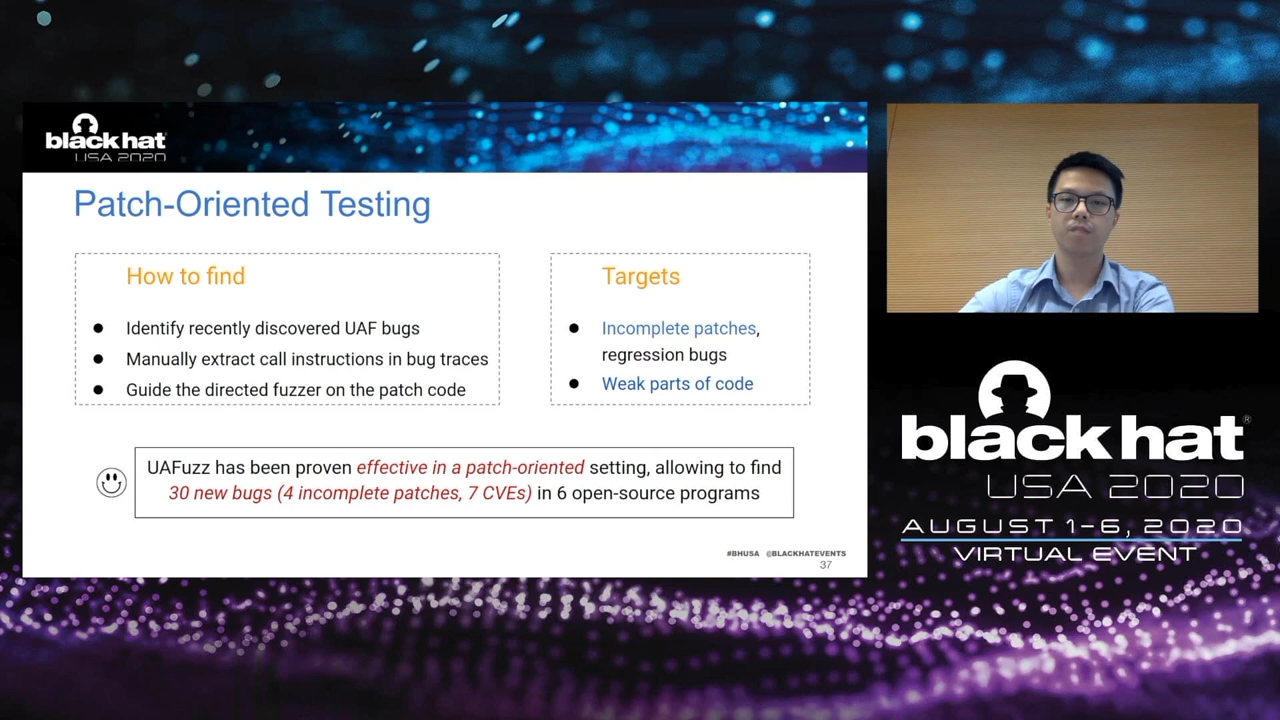 black hat
USA 2020
Patch-Oriented Testing
How to find
● Identify recently discovered UAF bugs
● Manually extract call instructions in bug traces
● Guide the directed fuzzer on the patch code
Targets
● Incomplete patches,
regression bugs
● Weak parts of code
UAFuzz has been proven effective in a patch-oriented setting, allowing to find
30 new bugs (4 incomplete patches, 7 CVEs) in 6 open-source programs
#BHUSA @BLACKHATEVENTS
37
black hat®
USA 2020
AUGUST 1-6, 2020
VIRTUAL EVENT